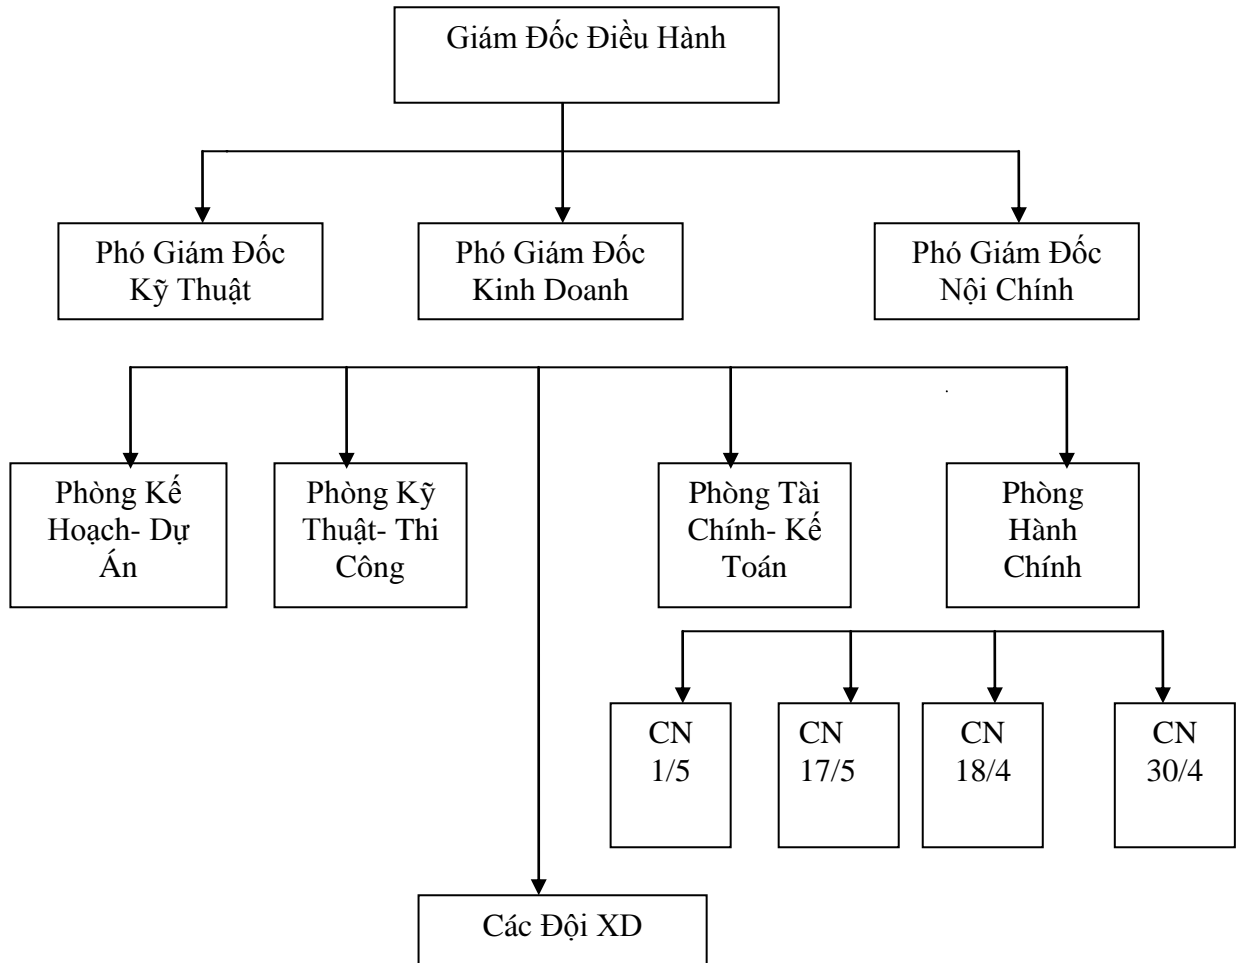 Giám Đốc Điều Hành
Phó Giám Đốc
Kỹ Thuật
Phó Giám Đốc
Kinh Doanh
Phó Giám Đốc
Nội Chính
Phòng Kế
Hoạch- Dự
Án
Phòng Kỹ
Thuật- Thi
Công
Phòng Tài
Chính- Kế
Toán
Phòng
Hành
Chính
CN
1/5
CN
17/5
CN
18/4
CN
30/4
Các Đội XD